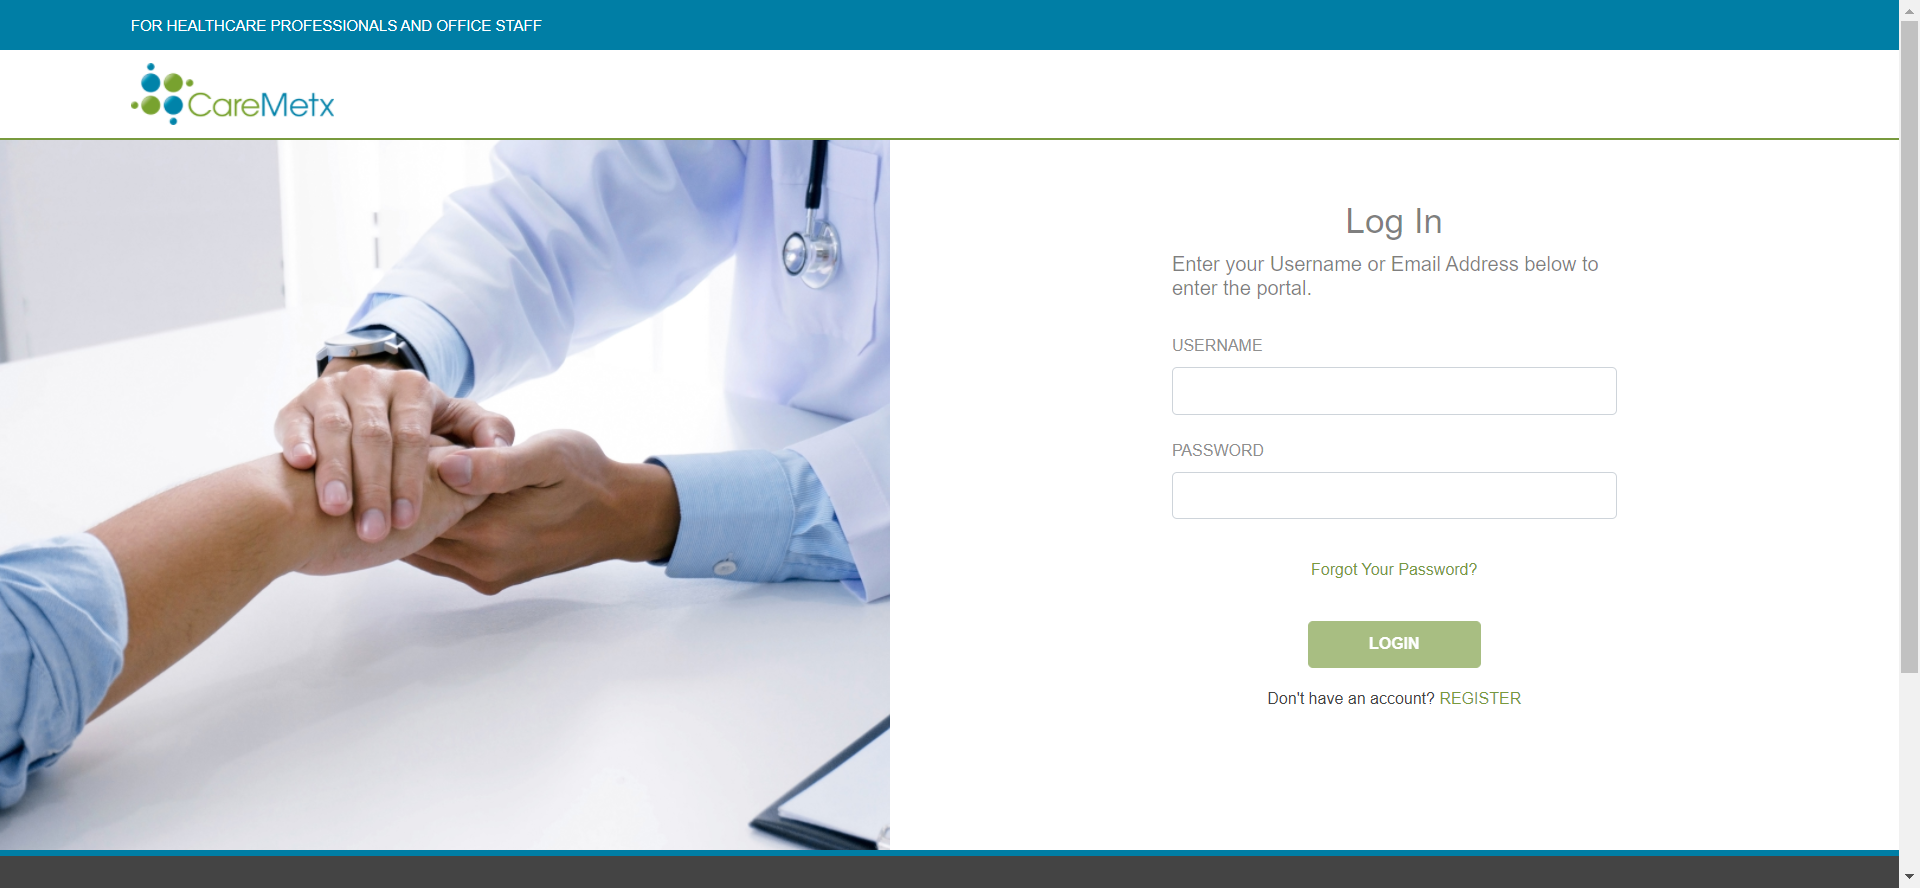 FOR HEALTHCARE PROFESSIONALS AND OFFICE STAFF
CareMetx
Log In
Enter your Username or Email Address below to
enter the portal.
USERNAME
PASSWORD
Forgot Your Password?
LOGIN
Don't have an account? REGISTER